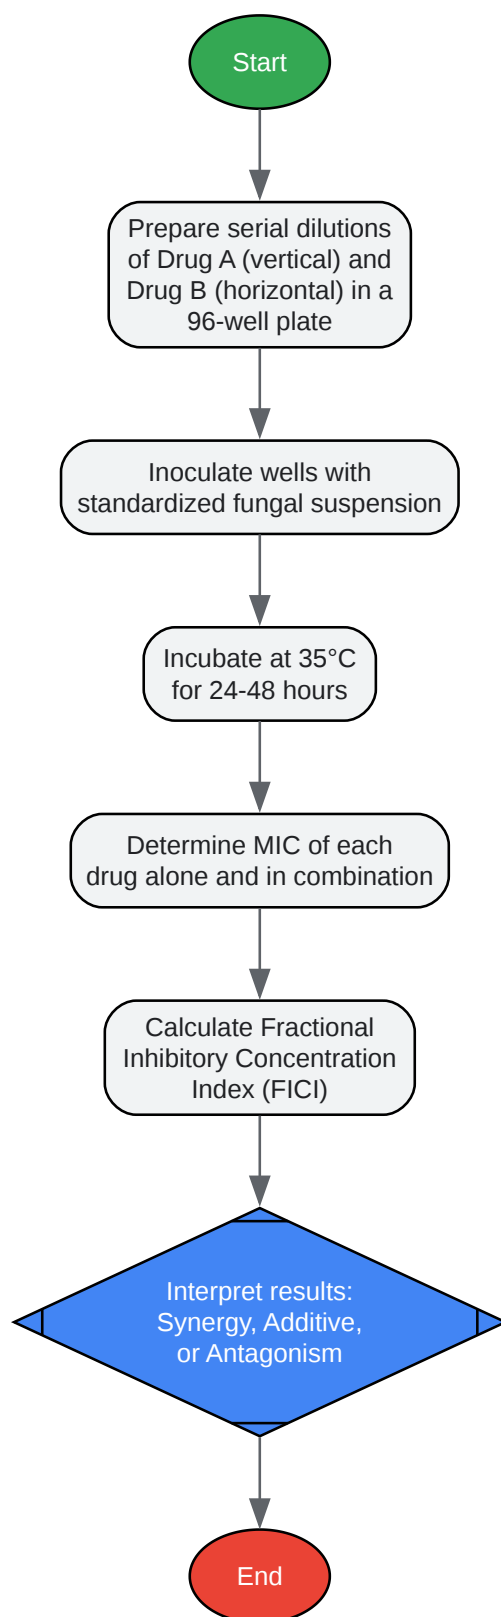 Start
Prepare serial dilutions
of Drug A (vertical) and
Drug B (horizontal) in a
96-well plate
Inoculate wells with
standardized fungal suspension
Incubate at 35°C
for 24-48 hours
Determine MIC of each
drug alone and in combination
Calculate Fractional
Inhibitory Concentration
Index (FICI)
Interpret results:
Synergy, Additive,
or Antagonism
End